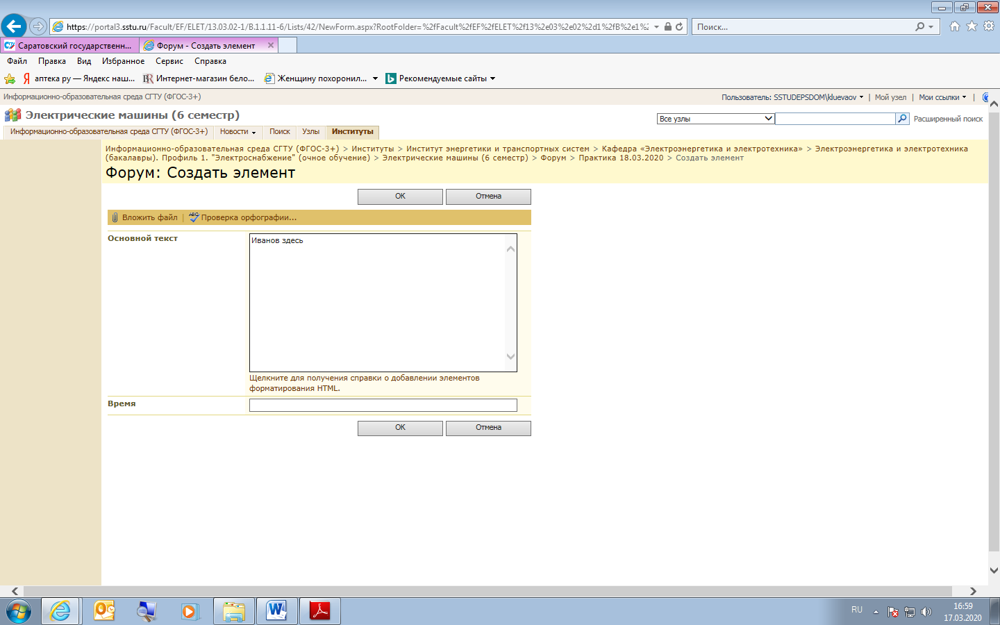 https://portal3.sstu.ru/Facult/EF/ELET/13.03.02-1/B.1.1.11-6/Lists/42/NewForm.aspx?RootFolder=%2fFacult%2fEF%2fELET%2f13%2e03%2e02%2d1%2fB%2e1%2
Поиск...
Саратовский государственн...
Форум - Создать элемент
Файл Правка Вид Избранное Сервис Справка
аптека ру — Яндекс наш... Интернет-магазин бело... Женщину похоронил... Рекомендуемые сайты
Информационно-образовательная среда СГТУ (ФГОС-3+)
Пользователь: SSTUDEPSDOM\kluevaov | Мой узел | Мои ссылки |
Электрические машины (6 семестр)
Все узлы
Расширенный поиск
Информационно-образовательная среда СГТУ (ФГОС-3+) Новости Поиск Узлы Институты
Информационно-образовательная среда СГТУ (ФГОС-3+) > Институты > Институт энергетики и транспортных систем > Кафедра «Электроэнергетика и электротехника» > Электроэнергетика и электротехника
(бакалавры). Профиль 1. "Электроснабжение" (очное обучение) > Электрические машины (6 семестр) > Форум > Практика 18.03.2020 > Создать элемент
Форум: Создать элемент
ОК Отмена
Вложить файл | Проверка орфографии...
Основной текст
Иванов здесь
Щелкните для получения справки о добавлении элементов
форматирования HTML.
Время
ОК Отмена
RU
16:59
17.03.2020